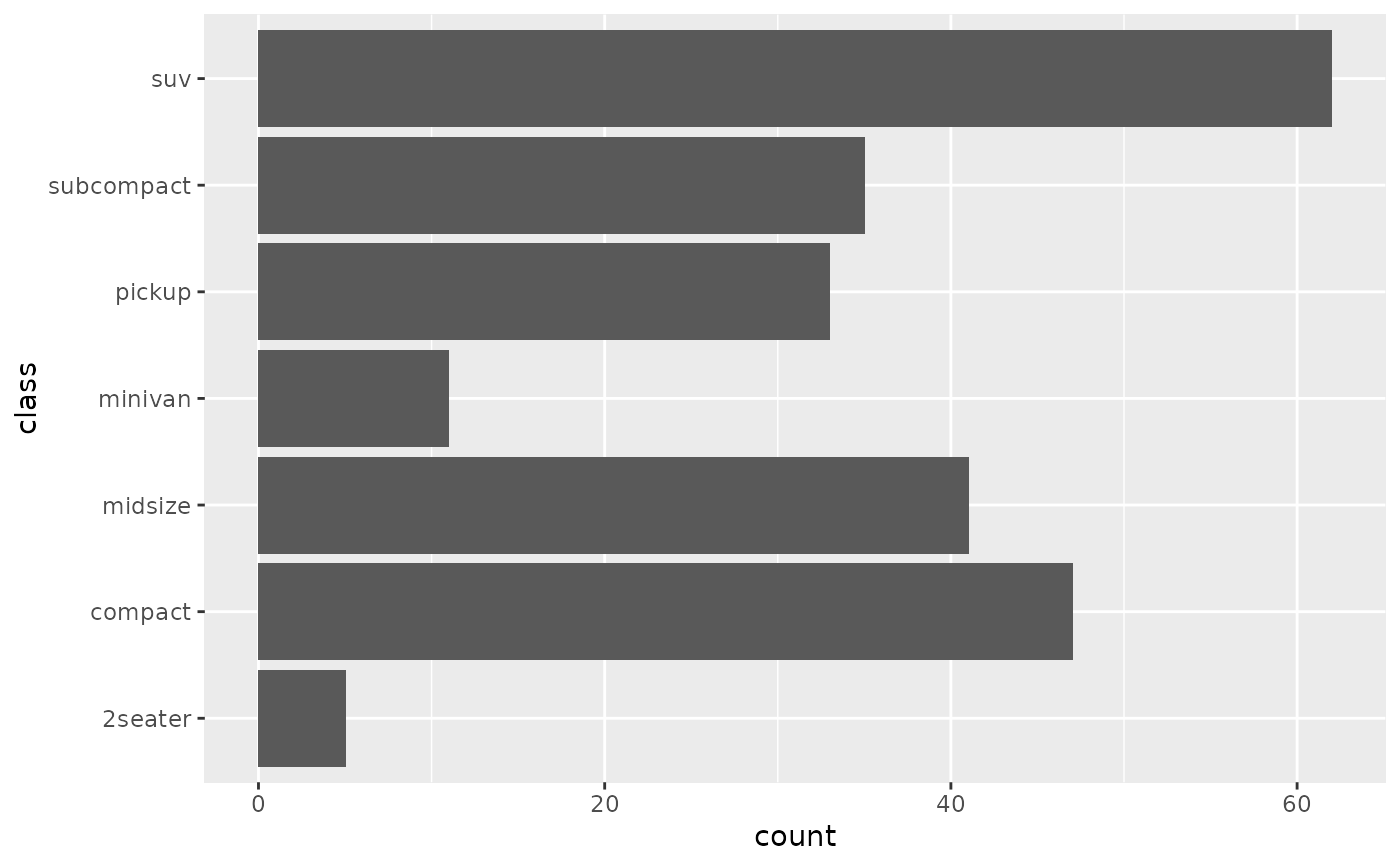 suv
subcompact
pickup
minivan
midsize
compact
2seater
class
0 20 40 60
count